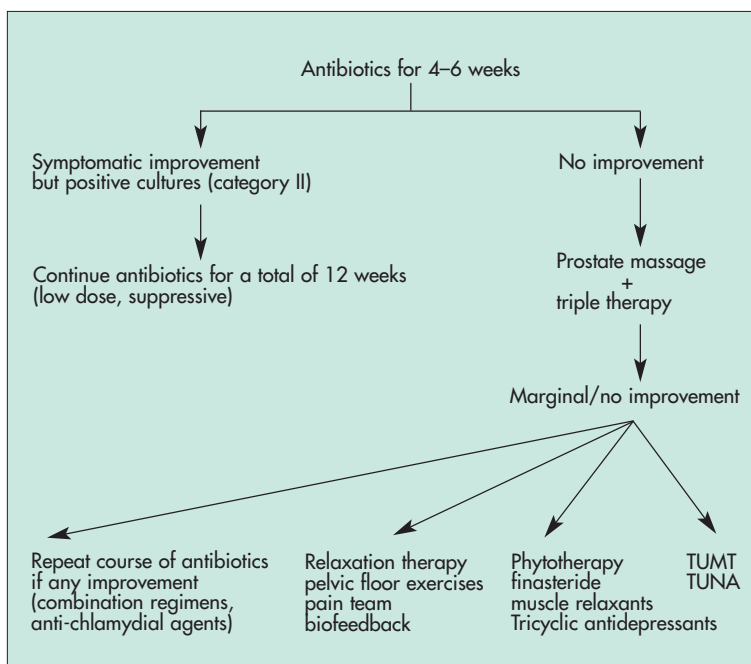 Antibiotics for 4–6 weeks
Symptomatic improvement
but positive cultures (category II)
No improvement
Continue antibiotics for a total of 12 weeks
(low dose, suppressive)
Prostate massage
+
triple therapy
Marginal/no improvement
Repeat course of antibiotics
if any improvement
(combination regimens,
anti-chlamydial agents)
Relaxation therapy
pelvic floor exercises
pain team
biofeedback
Phytotherapy
finasteride
muscle relaxants
Tricyclic antidepressants
TUMT
TUNA